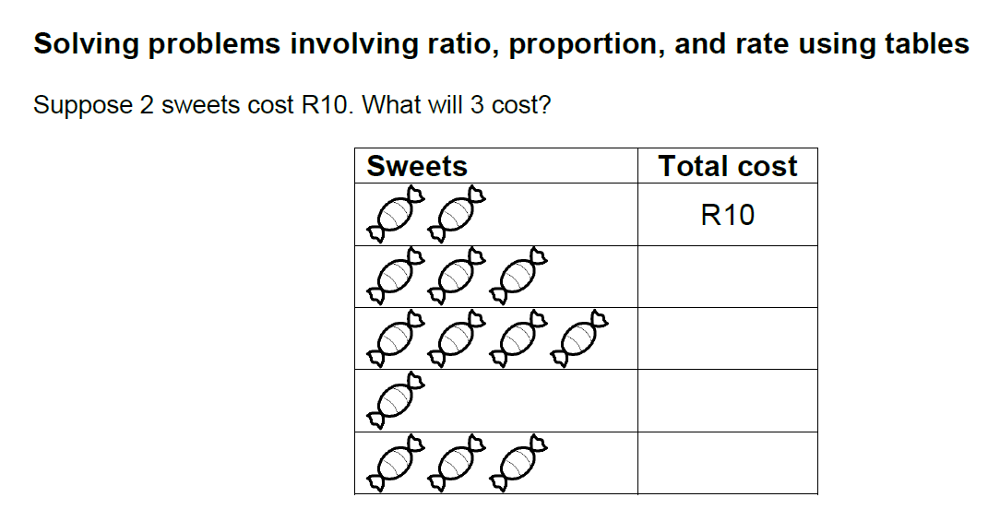 Solving problems involving ratio, proportion, and rate using tables
Suppose 2 sweets cost R10. What will 3 cost?
Sweets Total cost
R10